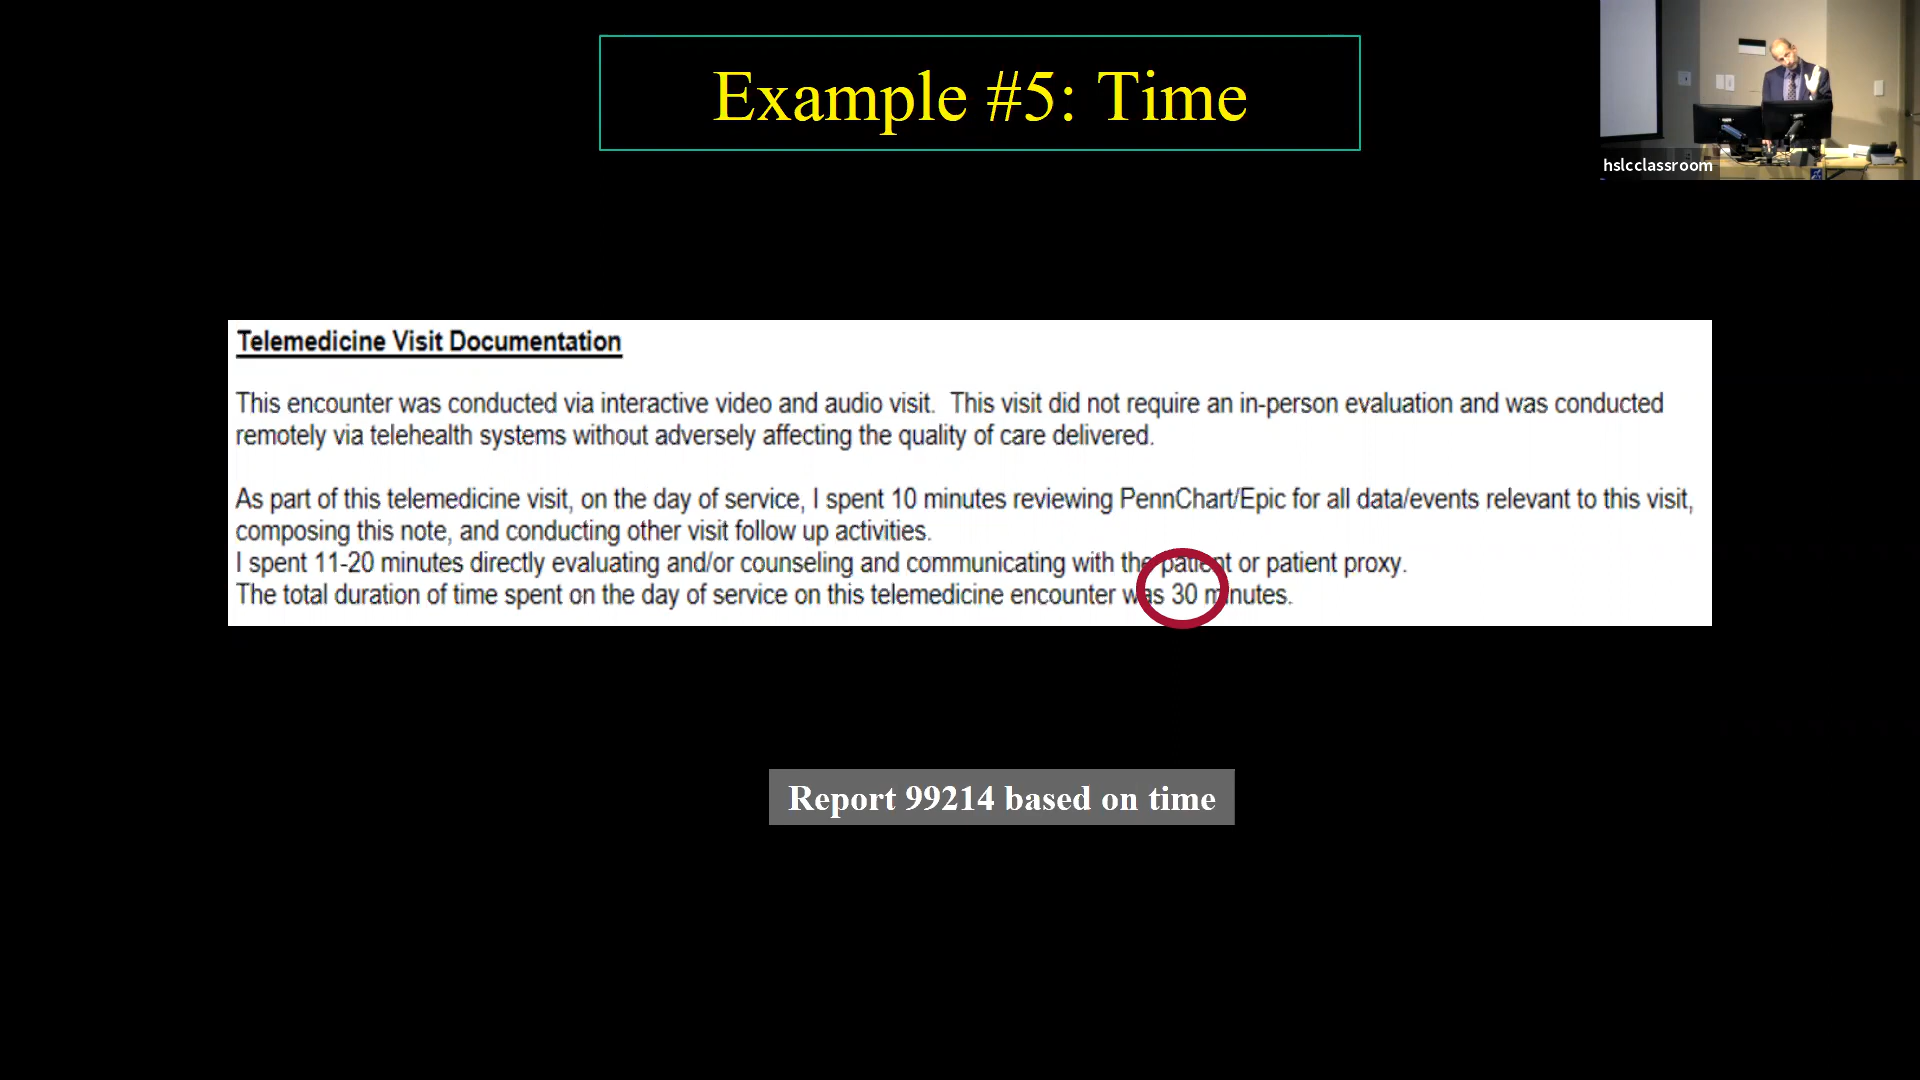 Example #5: Time
hslcclassroom
Telemedicine Visit Documentation
This encounter was conducted via interactive video and audio visit.  This visit did not require an in-person evaluation and was conducted
remotely via telehealth systems without adversely affecting the quality of care delivered.
As part of this telemedicine visit, on the day of service, I spent 10 minutes reviewing PennChart/Epic for all data/events relevant to this visit,
composing this note, and conducting other visit follow up activities.
I spent 11-20 minutes directly evaluating and/or counseling and communicating with the patient or patient proxy.
The total duration of time spent on the day of service on this telemedicine encounter was 30 minutes.
Report 99214 based on time